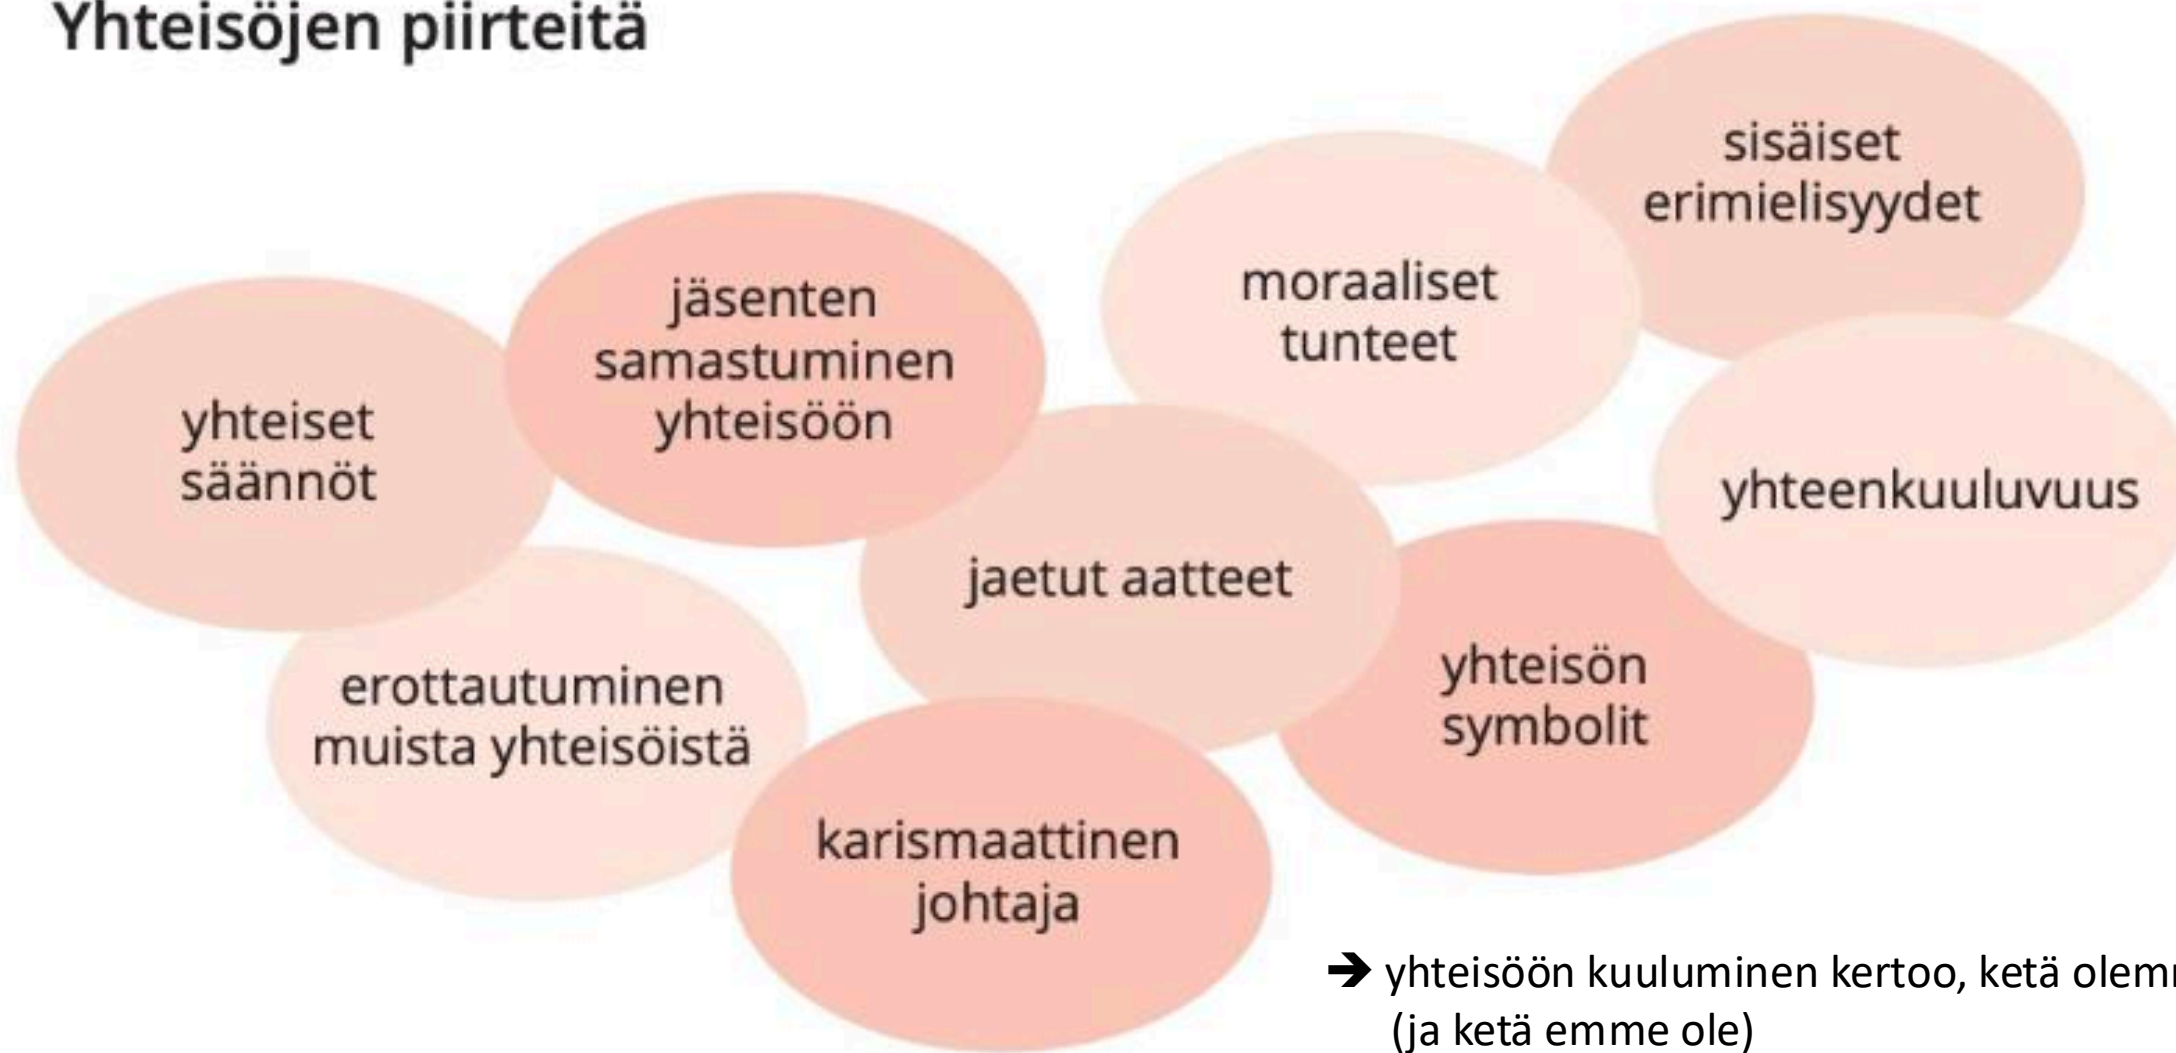 Yhteisöjen piirteitä
sisäiset
erimielisyydet
moraaliset
tunteet
jäsenten
samastuminen
yhteisöön
yhteiset
säännöt
yhteenkuuluvuus
jaetut aatteet
yhteisön
symbolit
erottautuminen
muista yhteisöistä
karismaattinen
johtaja
➔ yhteisöön kuuluminen kertoo, ketä
(ja ketä emme ole)